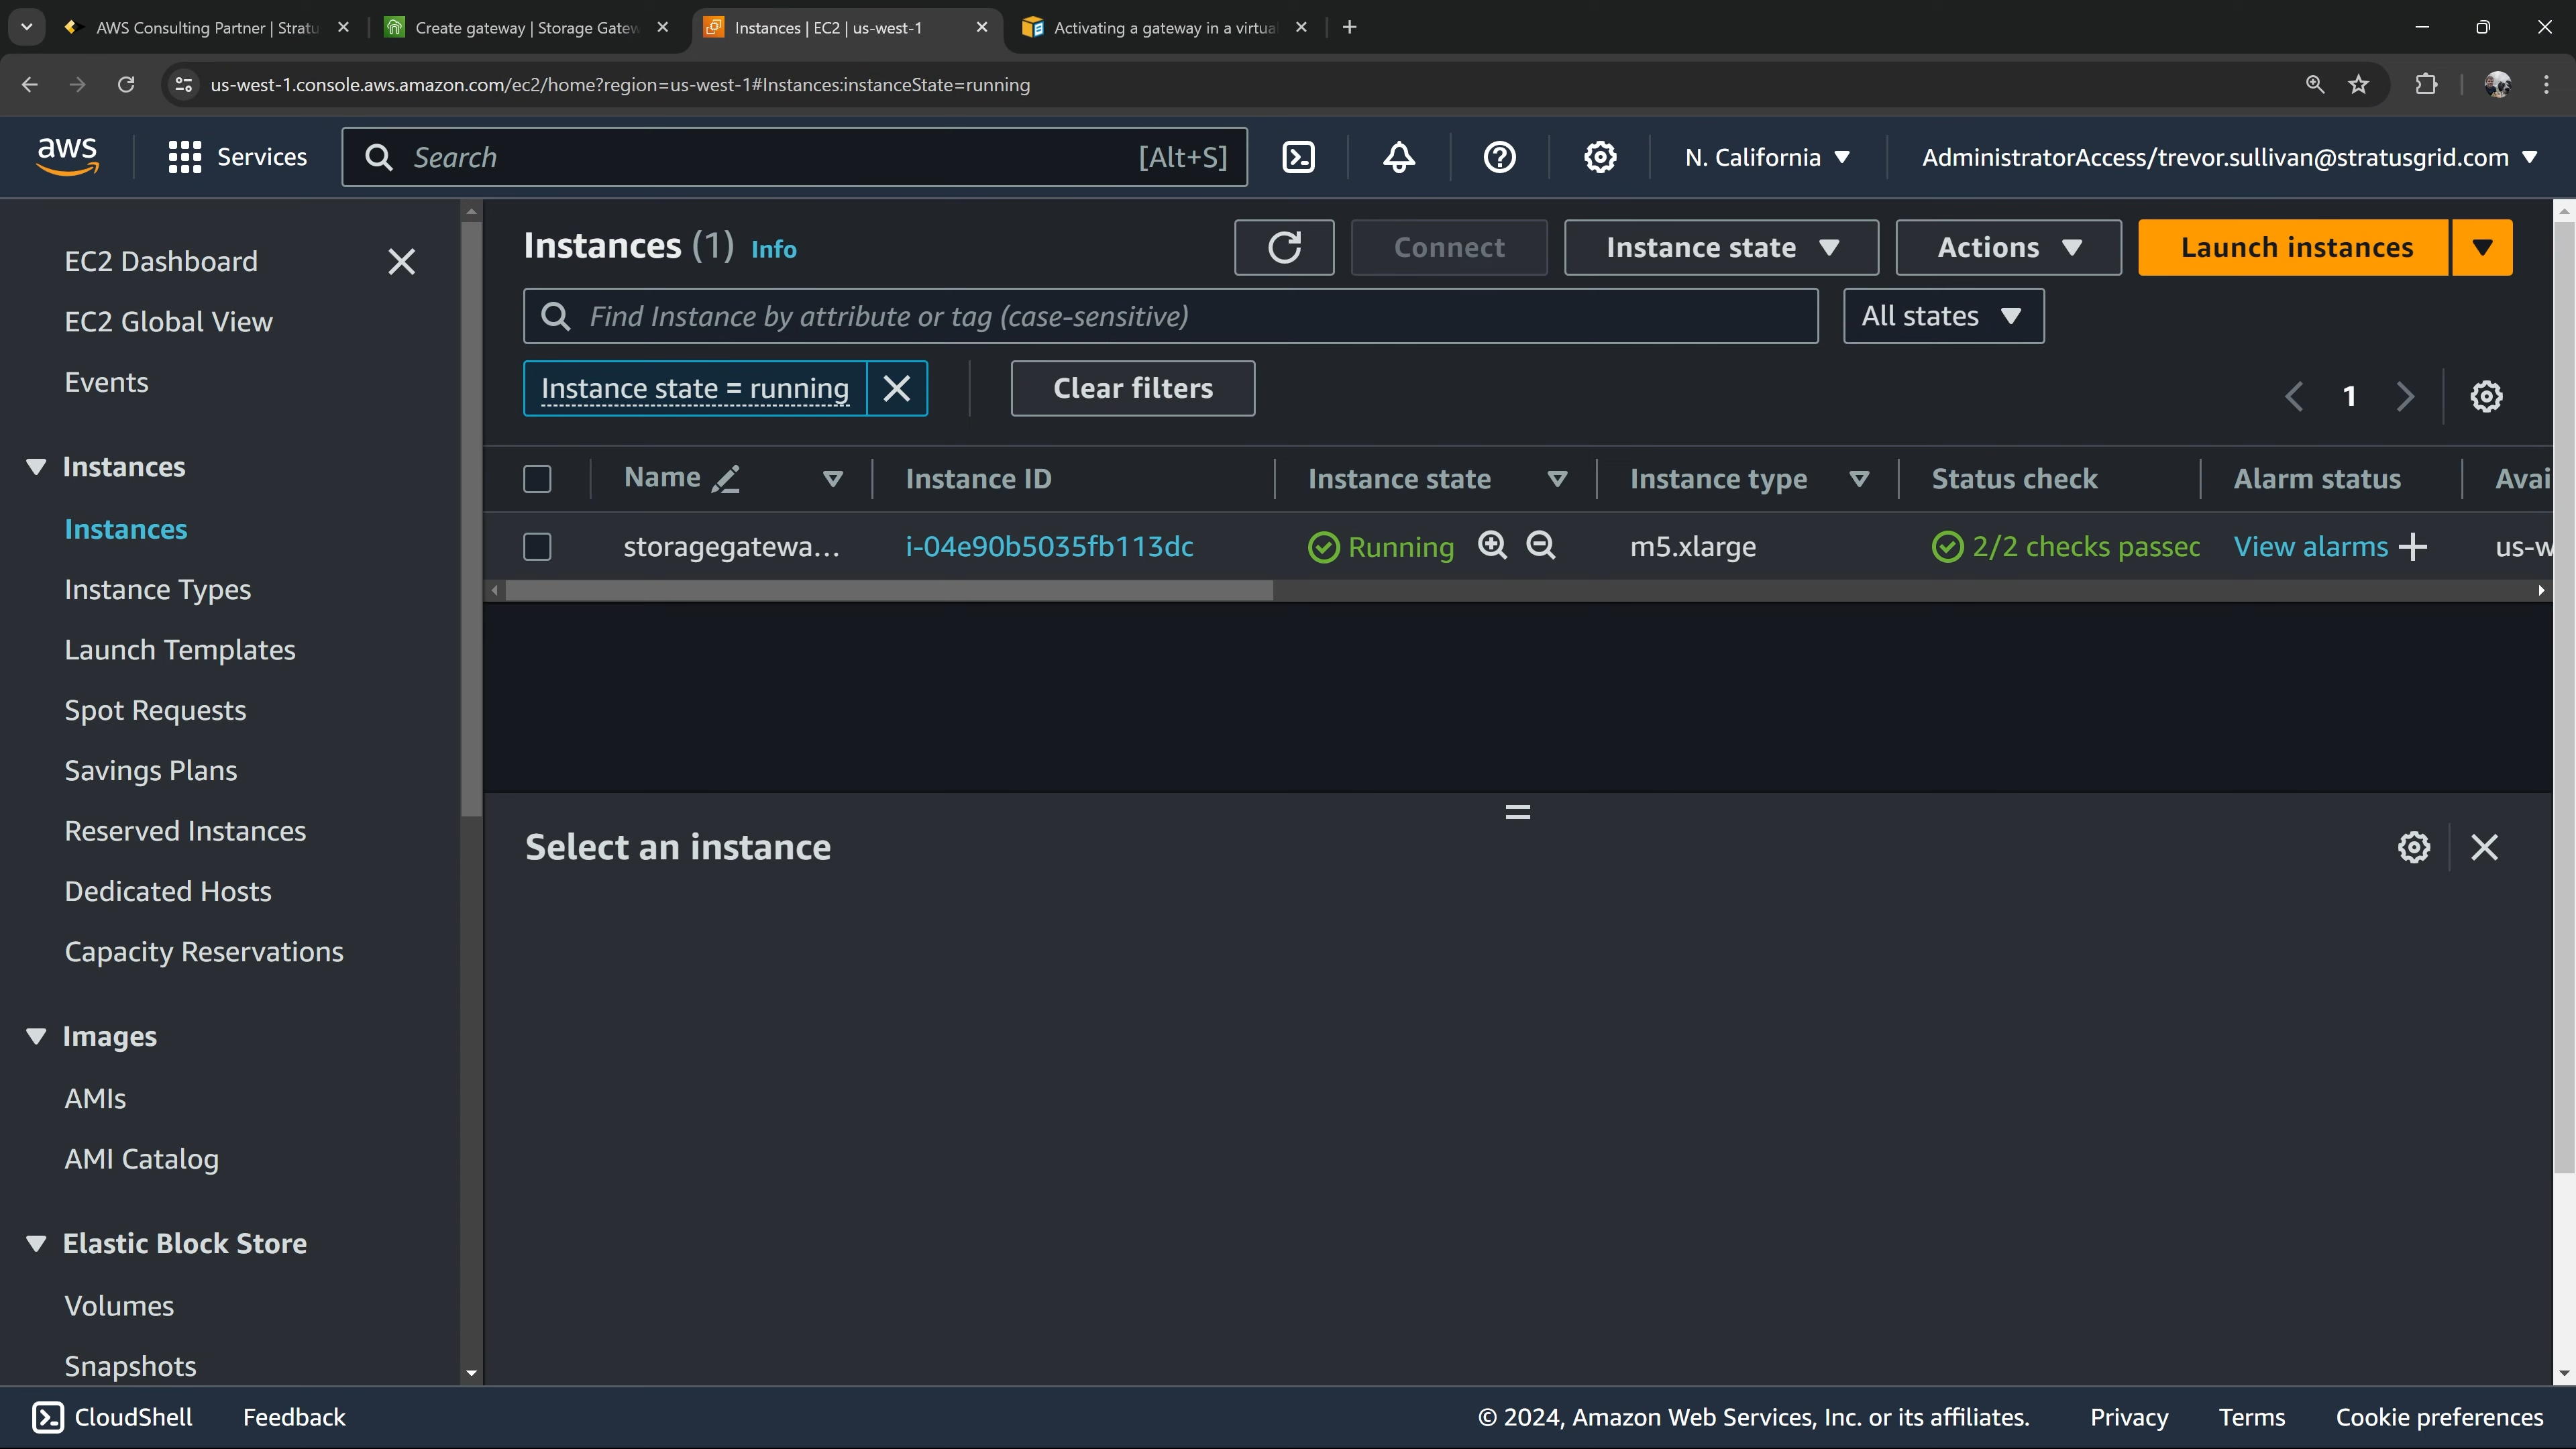 AWS Consulting Partner | Stratu
Create gateway | Storage Gatew
Instances | EC2 | us-west-1
Activating a gateway in a virtua
us-west-1.console.aws.amazon.com/ec2/home?region=us-west-1#Instances:instanceState=running
aws
Services
Search
[Alt+S]
N. California
AdministratorAccess/trevor.sullivan@stratusgrid.com
EC2 Dashboard
EC2 Global View
Events
Instances
Instances
Instance Types
Launch Templates
Spot Requests
Savings Plans
Reserved Instances
Dedicated Hosts
Capacity Reservations
Images
AMIs
AMI Catalog
Elastic Block Store
Volumes
Snapshots
Instances (1) Info
Connect
Instance state
Actions
Launch instances
Find Instance by attribute or tag (case-sensitive)
All states
Instance state = running
Clear filters
1
Name
Instance ID
Instance state
Instance type
Status check
Alarm status
Avai
storagegatewa...
i-04e90b5035fb113dc
Running
m5.xlarge
2/2 checks passec
View alarms
us-w
Select an instance
CloudShell
Feedback
© 2024, Amazon Web Services, Inc. or its affiliates.
Privacy
Terms
Cookie preferences